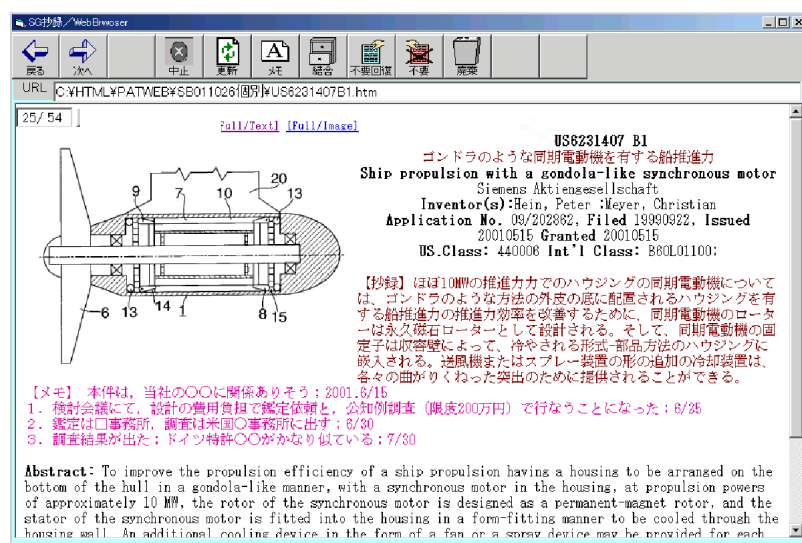 SG抄録／WebBrwoser
戻る 次へ 中止 更新 メモ 結合 不要回復 不要 廃棄
URL C:¥HTML¥PATWEB¥SB0110261個別¥US6231407B1.htm
25/ 54
Full/Text] [Full/Image]
US6231407 B1
ゴンドラのような同期電動機を有する船推進力
Ship propulsion with a gondola-like synchronous motor
Siemens Aktiengesellschaft
Inventor(s):Hein, Peter :Meyer, Christian
Application No. 09/202862, Filed 19990922, Issued
20010515 Granted 20010515
US.Class: 440006 Int'l Class: B60L01100;
20
9 7 10 13
6 13 14 1 8 15
【抄録】ほぼ10MWの推進力力でのハウジングの同期電動機について
は、ゴンドラのような方法の外皮の底に配置されるハウジングを有
する船推進力の推進力効率を改善するために、同期電動機のロータ
ーは永久磁石ローターとして設計される。そして、同期電動機の固
定子は収容壁によって、冷やされる形式-部品方法のハウジングに
嵌入される。送風機またはスプレー装置の形の追加の冷却装置は、
各々の曲がりくねった突出のために提供されることができる。
【メモ】 本件は，当社の〇〇に関係ありそう；2001.6/15
1．検討会議にて，設計の費用負担で鑑定依頼と，公知例調査（限度200万円）で行なうことになった；6/25
2．鑑定は□事務所，調査は米国〇事務所に出す；6/30
3．調査結果が出た；ドイツ特許〇〇がかなり似ている；7/30
Abstract: To improve the propulsion efficiency of a ship propulsion having a housing to be arranged on the
bottom of the hull in a gondola-like manner, with a synchronous motor in the housing, at propulsion powers
of approximately 10 MW, the rotor of the synchronous motor is designed as a permanent-magnet rotor, and the
stator of the synchronous motor is fitted into the housing in a form-fitting manner to be cooled through the
housing wall. An additional cooling device in the form of a fan or a spray device may be provided for each